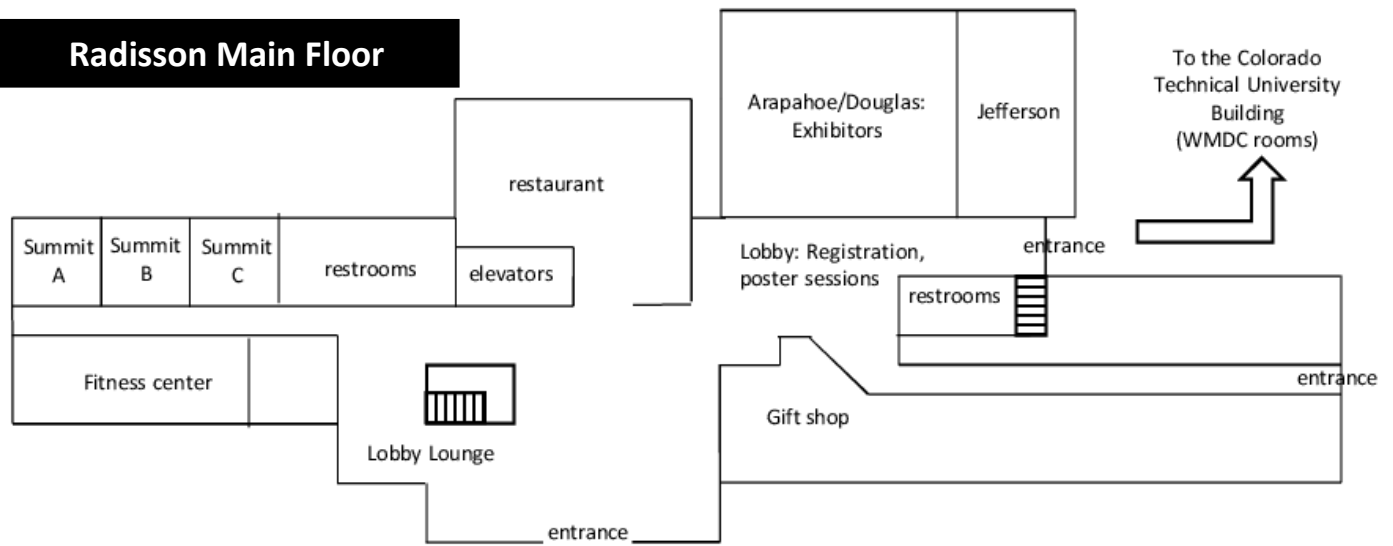 Radisson Main Floor
To the Colorado
Technical University
Building
(WMDC rooms)
Arapahoe/Douglas:
Exhibitors
Jefferson
restaurant
Summit
A
Summit
B
Summit
C
restrooms
elevators
Lobby: Registration,
poster sessions
entrance
restrooms
Fitness center
entrance
Gift shop
Lobby Lounge
entrance